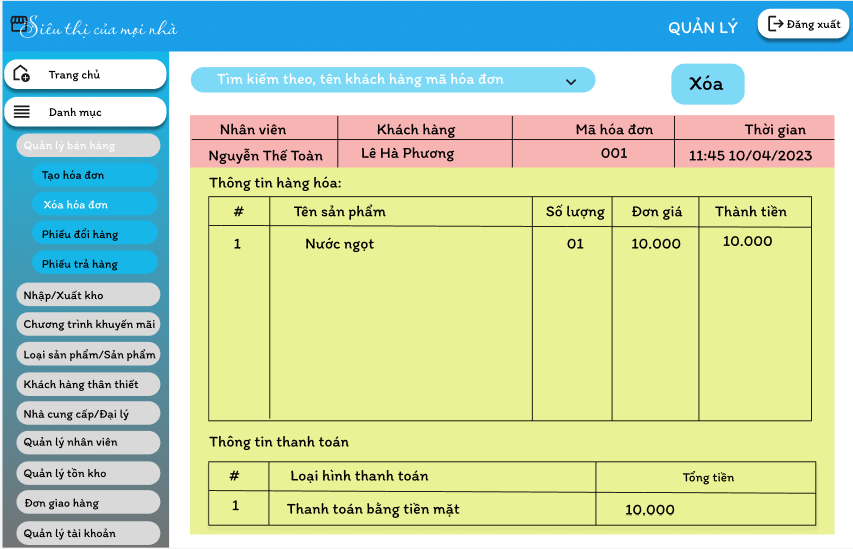 Siêu thị của mọi nhà
QUẢN LÝ
Đăng xuất
Trang chủ
Danh mục
Quản lý bán hàng
Tạo hóa đơn
Xóa hóa đơn
Phiếu đổi hàng
Phiếu trả hàng
Nhập/Xuất kho
Chương trình khuyến mãi
Loại sản phẩm/Sản phẩm
Khách hàng thân thiết
Nhà cung cấp/Đại lý
Quản lý nhân viên
Quản lý tồn kho
Đơn giao hàng
Quản lý tài khoản
Tìm kiếm theo, tên khách hàng mã hóa đơn
Xóa
Nhân viên Khách hàng Mã hóa đơn Thời gian
Nguyễn Thế Toàn Lê Hà Phương 001 11:45 10/04/2023
Thông tin hàng hóa:
# Tên sản phẩm Số lượng Đơn giá Thành tiền
1 Nước ngọt 01 10.000 10.000
Thông tin thanh toán
# Loại hình thanh toán Tổng tiền
1 Thanh toán bằng tiền mặt 10,000